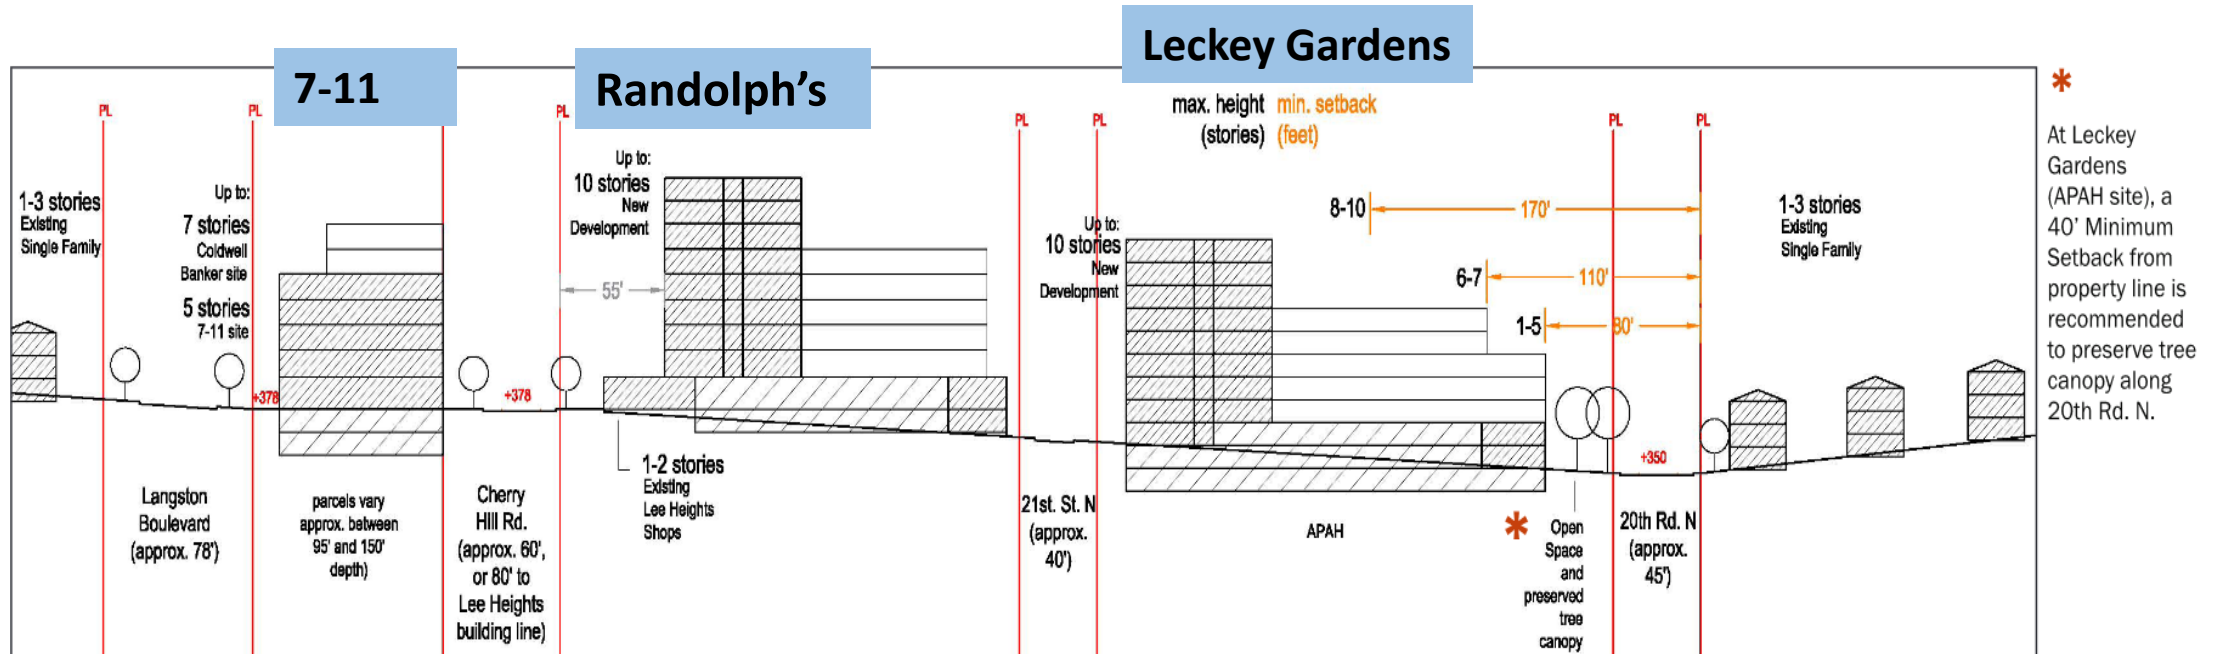 7-11
Randolph’s
Leckey Gardens
PL
PL
PL
PL
PL
PL
PL
1-3 stories
Existing
Single Family
Up to:
7 stories
Coldwell
Banker site
5 stories
7-11 site
+378
+378
Up to:
10 stories
New
Development
55'
1-2 stories
Existing
Lee Heights
Shops
max. height
(stories)
min. setback
(feet)
Up to:
10 stories
New
Development
8-10
170'
6-7
110'
1-5
80'
1-3 stories
Existing
Single Family
+350
Langston
Boulevard
(approx. 78')
parcels vary
approx. between
95' and 150'
depth)
Cherry
Hill Rd.
(approx. 60',
or 80' to
Lee Heights
building line)
21st. St. N
(approx.
40')
APAH
*
Open
Space
and
preserved
tree
canopy
20th Rd. N
(approx.
45')
*
At Leckey
Gardens
(APAH site), a
40’ Minimum
Setback from
property line is
recommended
to preserve tree
canopy along
20th Rd. N.